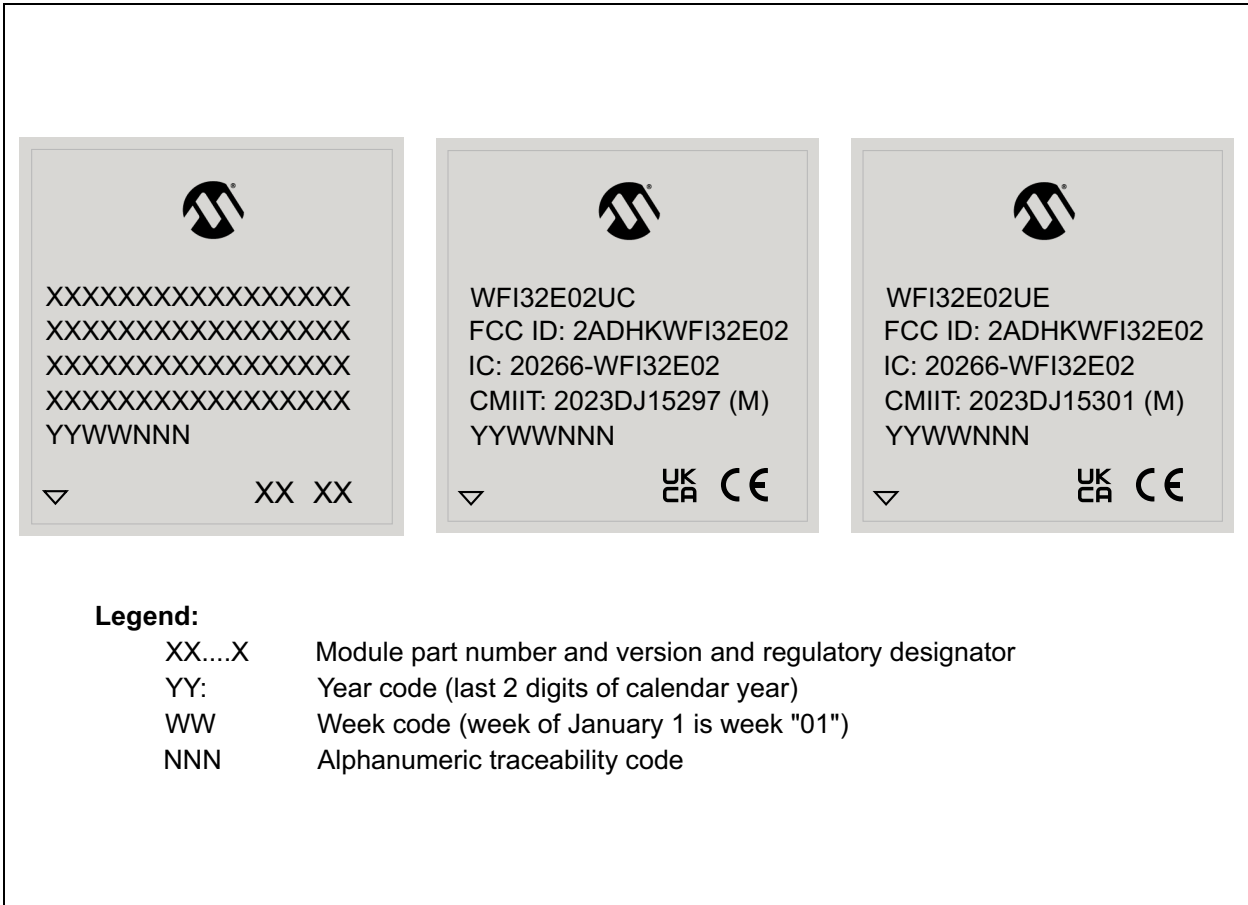 XXXXXXXXXXXXXXXXX
XXXXXXXXXXXXXXXXX
XXXXXXXXXXXXXXXXX
XXXXXXXXXXXXXXXXX
YYWWNNN
XX XX
WFI32E02UC
FCC ID: 2ADHKWFI32E02
IC: 20266-WFI32E02
CMIIT: 2023DJ15297 (M)
YYWWNNN
UK
CA CE
WFI32E02UE
FCC ID: 2ADHKWFI32E02
IC: 20266-WFI32E02
CMIIT: 2023DJ15301 (M)
YYWWNNN
UK
CA CE
Legend:
XX....X Module part number and version and regulatory designator
YY: Year code (last 2 digits of calendar year)
WW Week code (week of January 1 is week "01")
NNN Alphanumeric traceability code